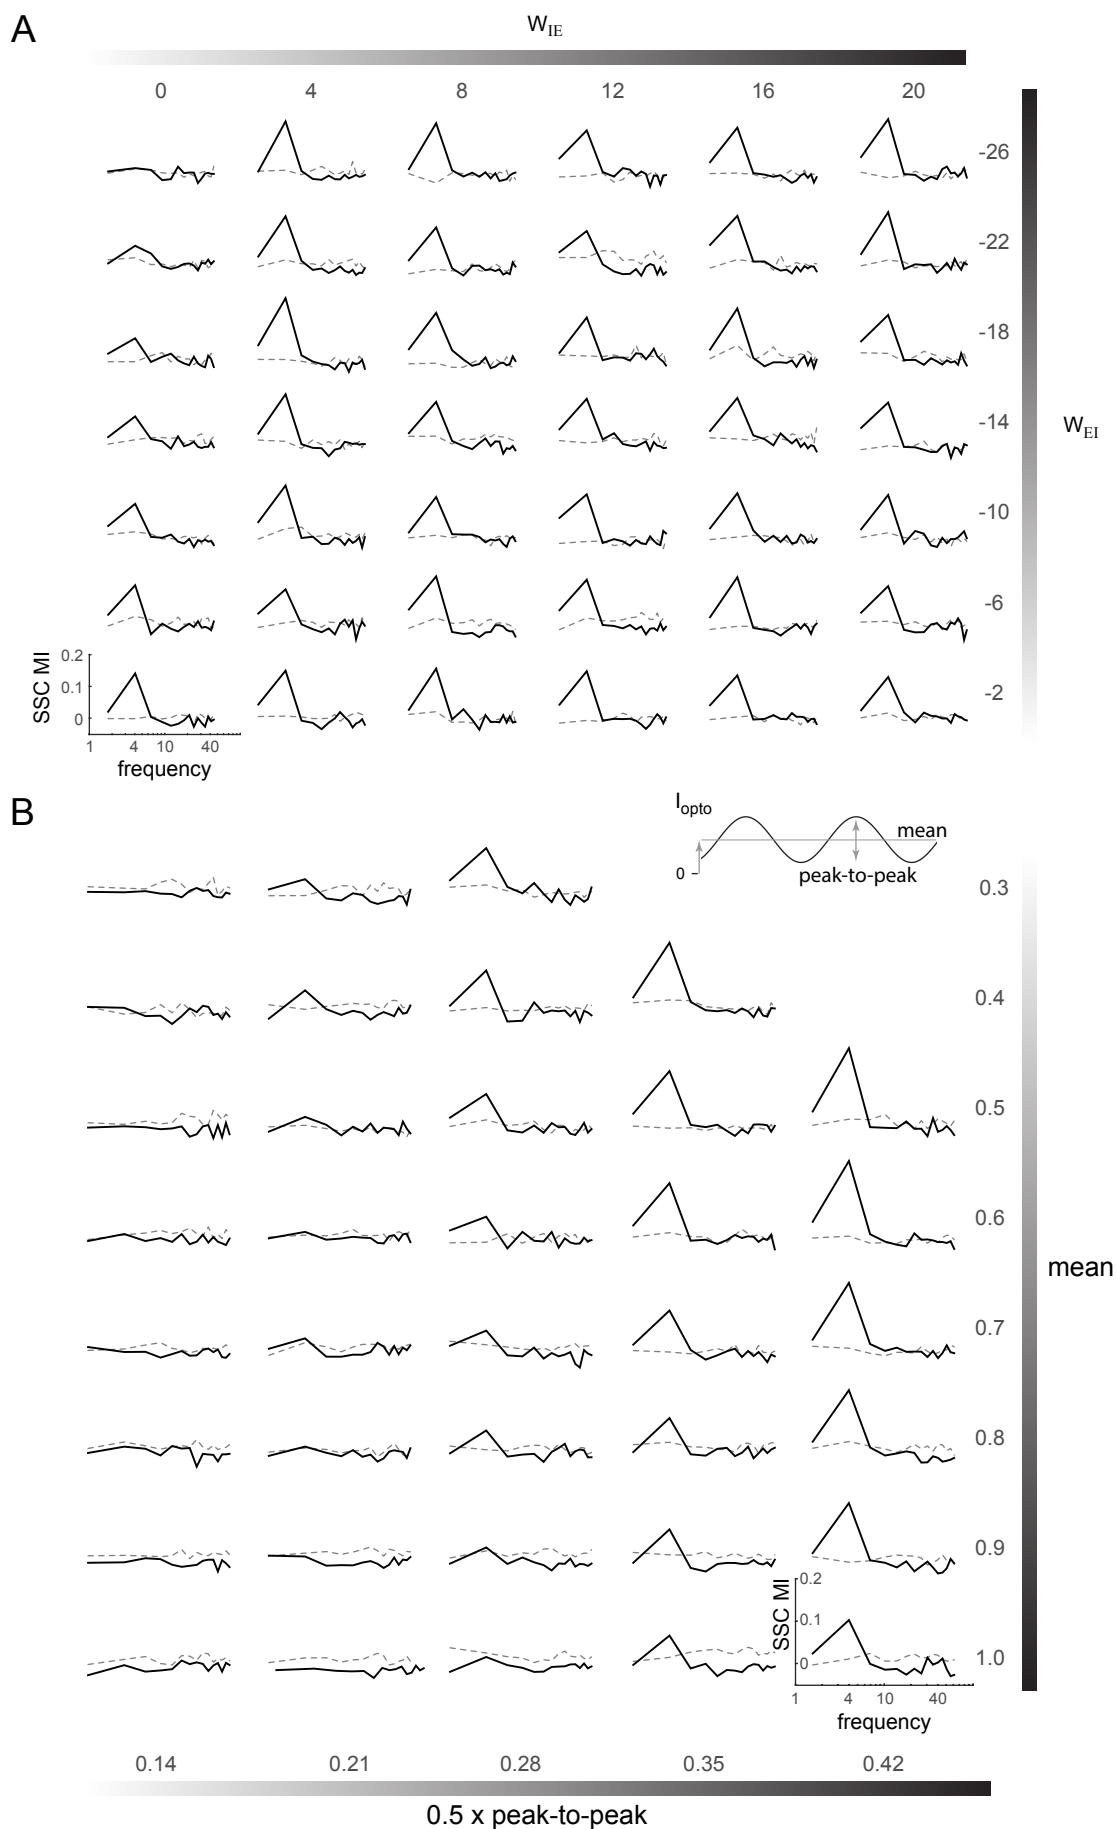 A
W_IE
0 4 8 12 16 20
-26
-22
-18
-14
W_EI
-10
-6
-2
SSC MI
0.2
0.1
0
1 4 10 40
frequency
B
I_opto
mean
0
peak-to-peak
0.3
0.4
0.5
0.6
mean
0.7
0.8
0.9
1.0
SSC MI
0.2
0.1
0
1 4 10 40
frequency
0.14 0.21 0.28 0.35 0.42
0.5 x peak-to-peak